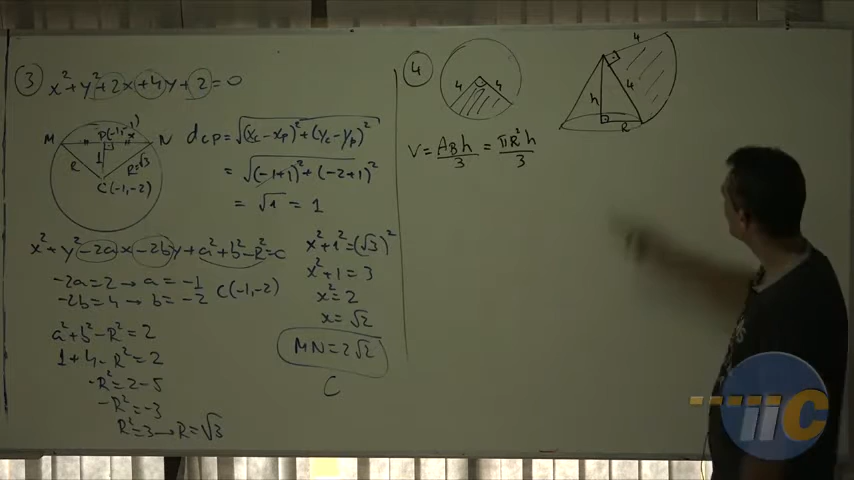 3 x²+y²+2x+4y+2=0
P(-1,-1)
M
N
x
1
R
R=√3
C(-1,-2)
dcp=√(xc-xp)²+(yc-yp)²
=√(-1+1)²+(-2+1)²
=√1=1
x²+y²-2ax-2by+a²+b²-R²=0
-2a=2→a=-1
-2b=4→b=-2
C(-1,-2)
a²+b²-R²=2
1+4-R²=2
-R²=2-5
-R²=-3
R²=3→R=√3
x²+1²=(√3)²
x²+1=3
x²=2
x=√2
MN=2√2
C
4
4
4
V=ABh/3=πR²h/3
4
4
h
R
iiC